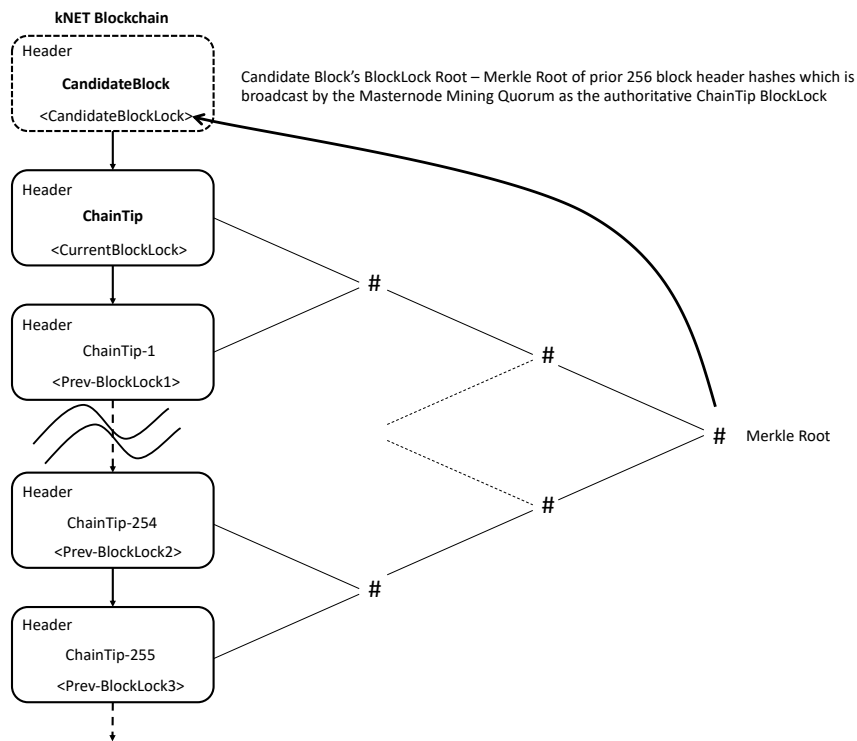 kNET Blockchain
Header
CandidateBlock
<CandidateBlockLock>
Candidate Block's BlockLock Root – Merkle Root of prior 256 block header hashes which is
broadcast by the Masternode Mining Quorum as the authoritative ChainTip BlockLock
Header
ChainTip
<CurrentBlockLock>
#
Header
ChainTip-1
<Prev-BlockLock1>
#
# Merkle Root
Header
ChainTip-254
<Prev-BlockLock2>
#
#
Header
ChainTip-255
<Prev-BlockLock3>